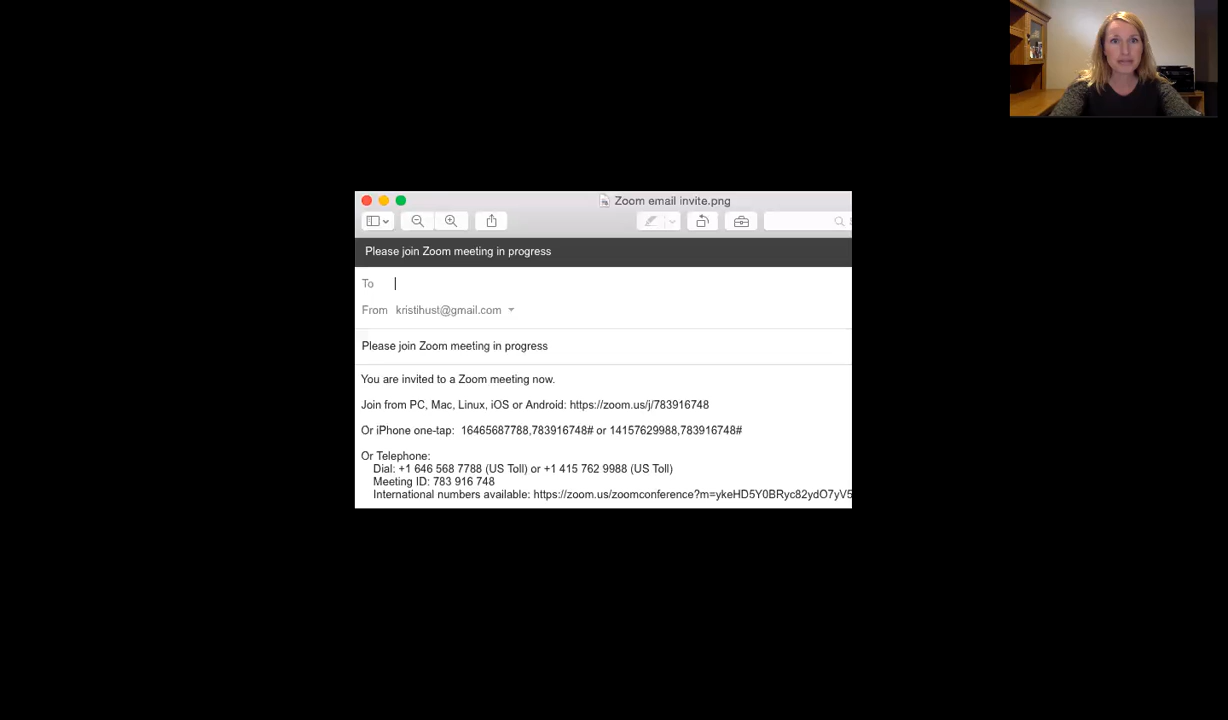 Zoom email invite.png
Please join Zoom meeting in progress
To
From kristihust@gmail.com
Please join Zoom meeting in progress
You are invited to a Zoom meeting now.
Join from PC, Mac, Linux, iOS or Android: https://zoom.us/j/783916748
Or iPhone one-tap: 16465687788,783916748# or 14157629988,783916748#
Or Telephone:
Dial: +1 646 568 7788 (US Toll) or +1 415 762 9988 (US Toll)
Meeting ID: 783 916 748
International numbers available: https://zoom.us/zoomconference?m=ykeHD5Y0BRyc82ydO7yV5